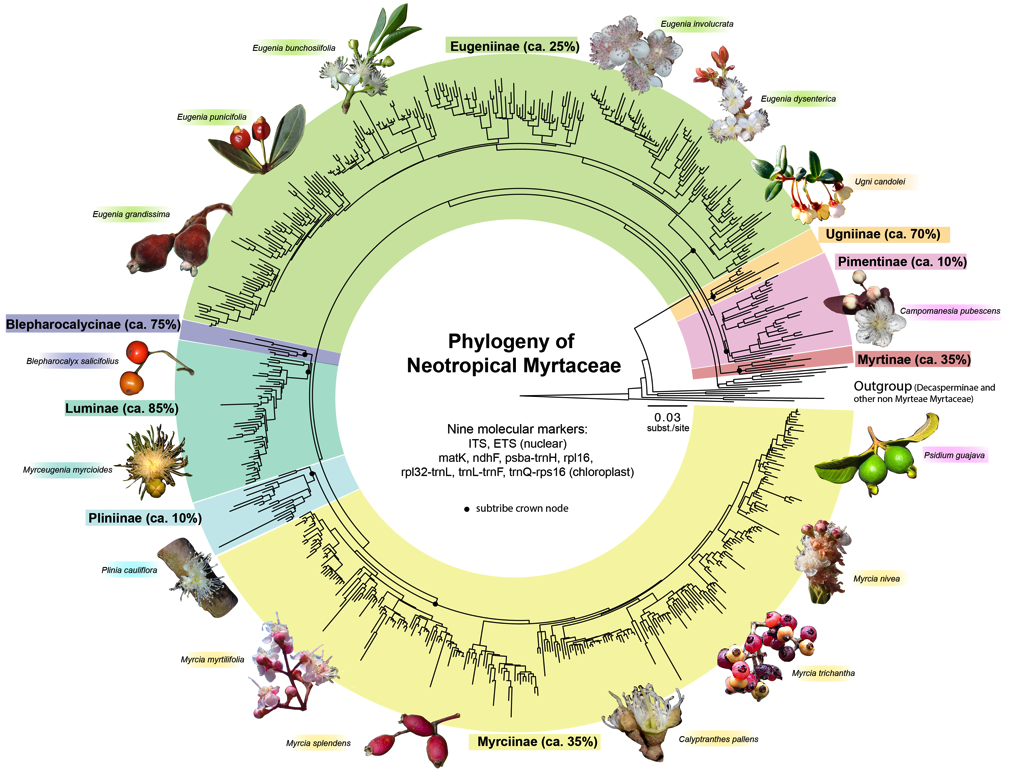 Eugenia involucrata
Eugeniinae (ca. 25%)
Eugenia bunchosiifolia
Eugenia dysenterica
Eugenia punicifolia
Ugni candolei
Eugenia grandissima
Ugniinae (ca. 70%)
Pimentinae (ca. 10%)
Campomanesia pubescens
Blepharocalycinae (ca. 75%)
Phylogeny of
Neotropical Myrtaceae
Blepharocalyx salicifolius
Myrtinae (ca. 35%)
Outgroup (Decasperminae and
other non Myrteae Myrtaceae)
Luminae (ca. 85%)
0.03
subst./site
Nine molecular markers:
ITS, ETS (nuclear)
matK, ndhF, psba-trnH, rpl16,
rpl32-trnL, trnL-trnF, trnQ-rps16 (chloroplast)
Psidium guajava
Myrceugenia myrcioides
subtribe crown node
Pliniinae (ca. 10%)
Plinia cauliflora
Myrcia nivea
Myrcia myrtilifolia
Myrcia trichantha
Myrcia splendens
Myrciinae (ca. 35%)
Calyptranthes pallens